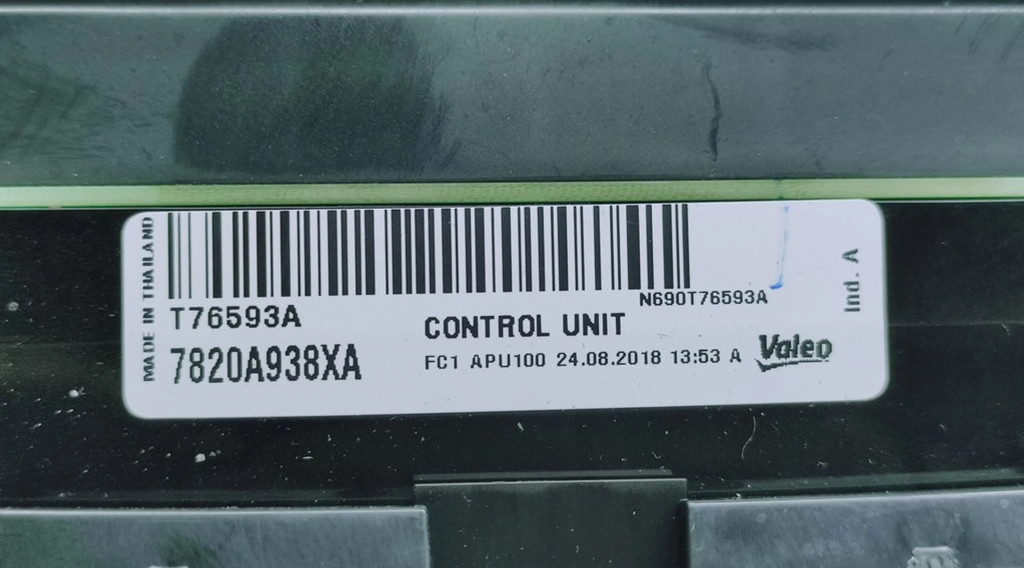 MADE IN THAILAND
N690T76593A
T76593A
CONTROL UNIT
7820A938XA
FC1 APU100 24.08.2018 13:53 A
Valeo
Ind. A